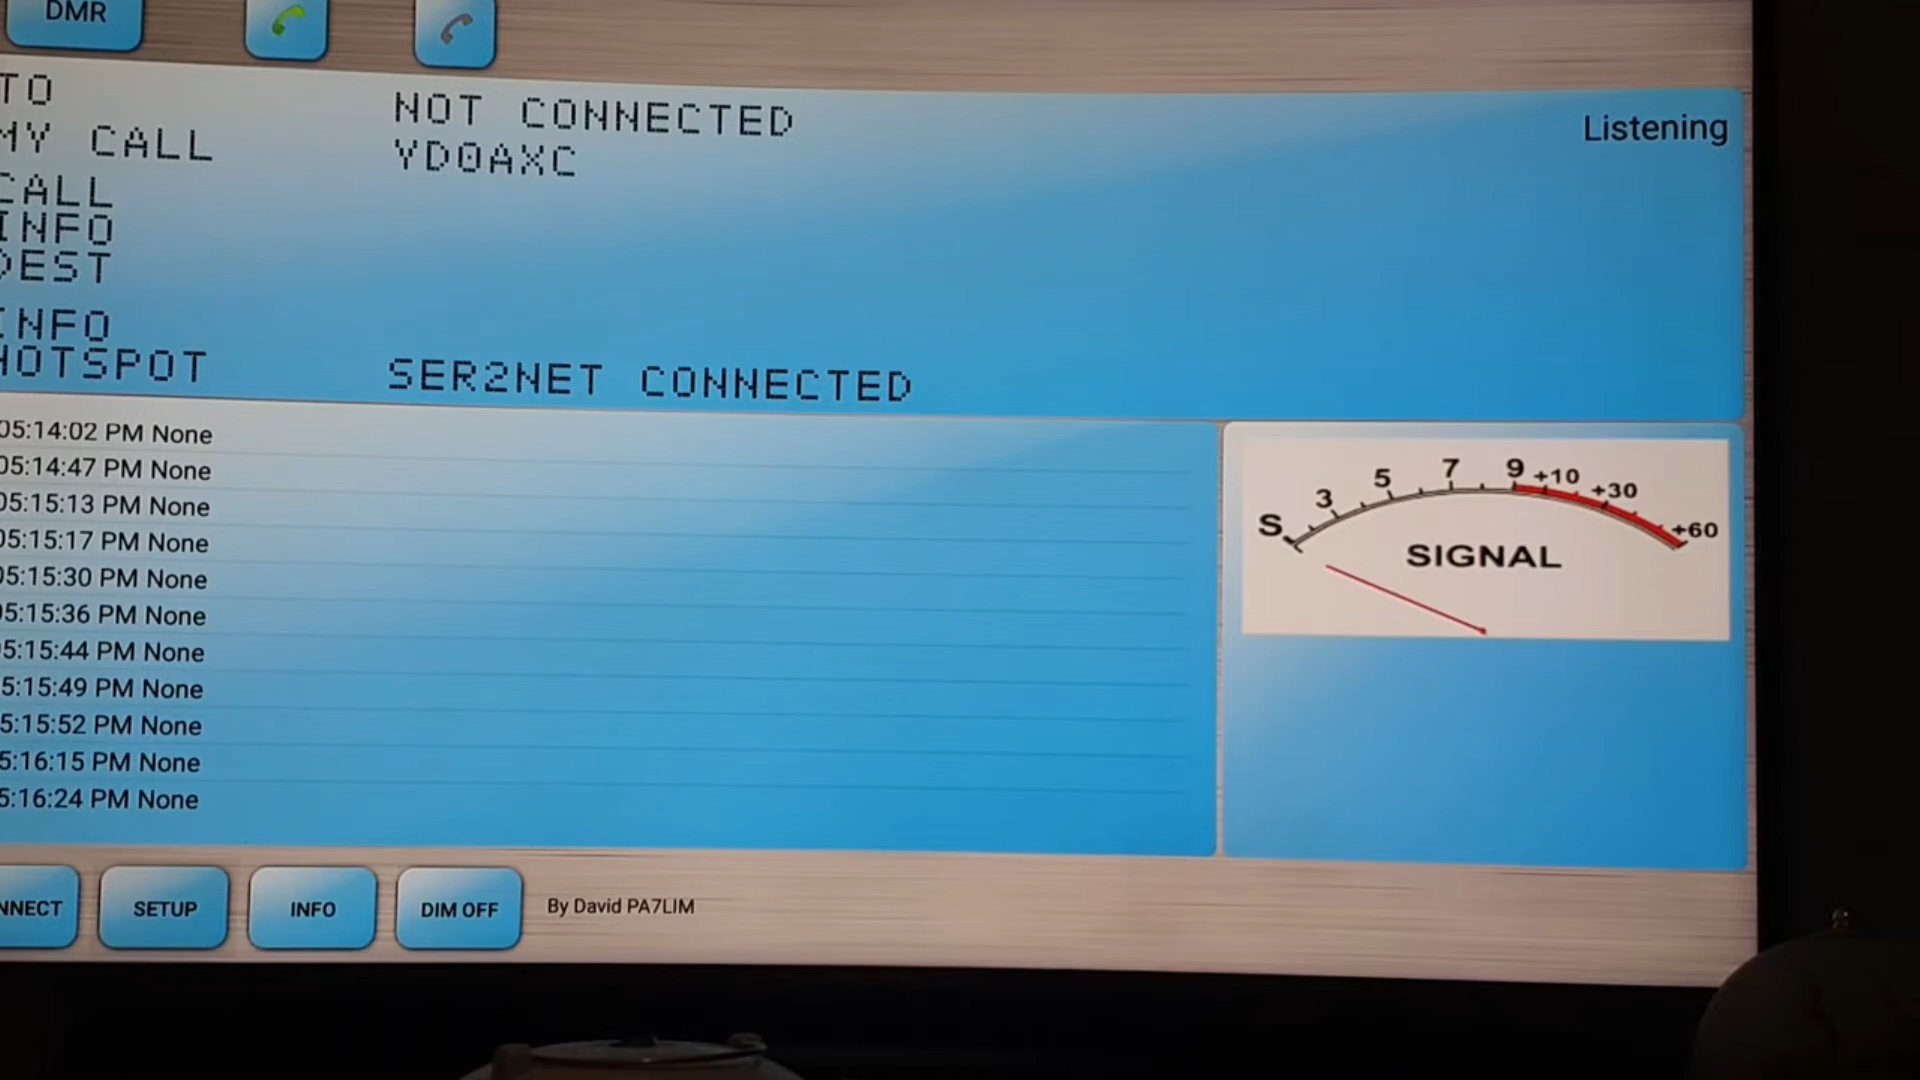 DMR
TO NOT CONNECTED
MY CALL YD0AXC
Listening
CALL
INFO
DEST
INFO
HOTSPOT SER2NET CONNECTED
05:14:02 PM None
05:14:47 PM None
05:15:13 PM None
05:15:17 PM None
05:15:30 PM None
05:15:36 PM None
5:15:44 PM None
5:15:49 PM None
5:15:52 PM None
5:16:15 PM None
5:16:24 PM None
S 3 5 7 9 +10 +30 +60
SIGNAL
NNECT SETUP INFO DIM OFF By David PA7LIM